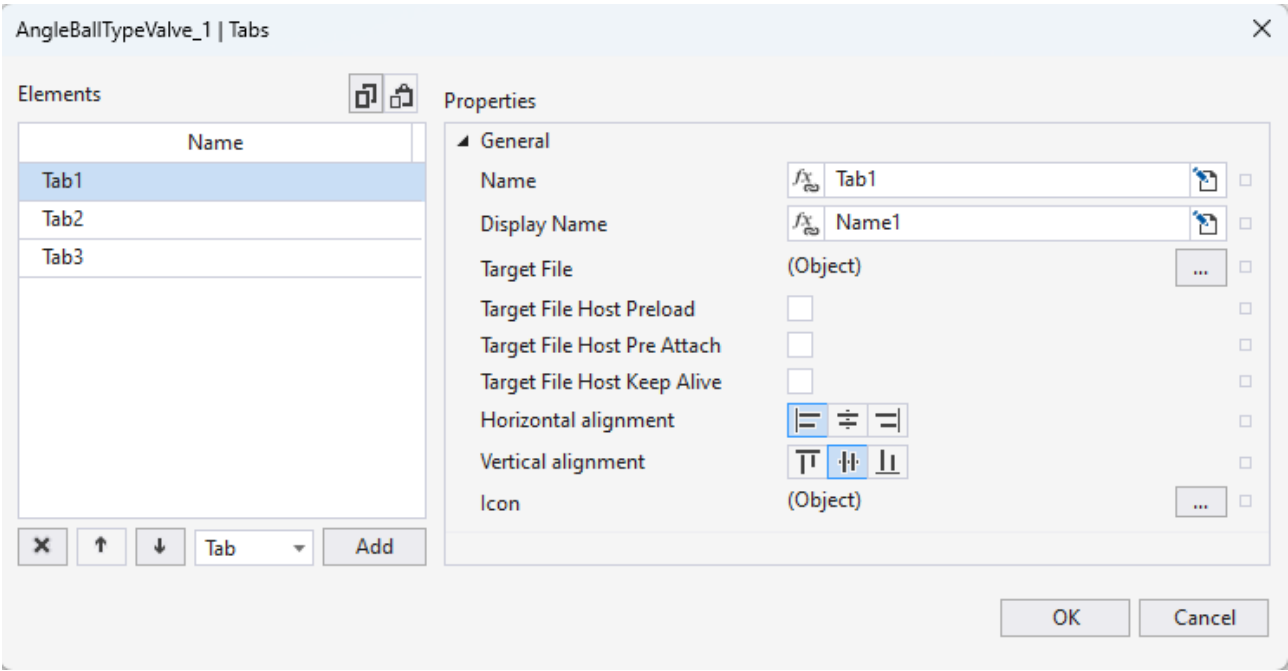 AngleBallTypeValve_1 | Tabs
Elements
Name
Tab1
Tab2
Tab3
Tab
Add
Properties
General
Name fx Tab1
Display Name fx Name1
Target File (Object) ...
Target File Host Preload
Target File Host Pre Attach
Target File Host Keep Alive
Horizontal alignment
Vertical alignment
Icon (Object) ...
OK Cancel